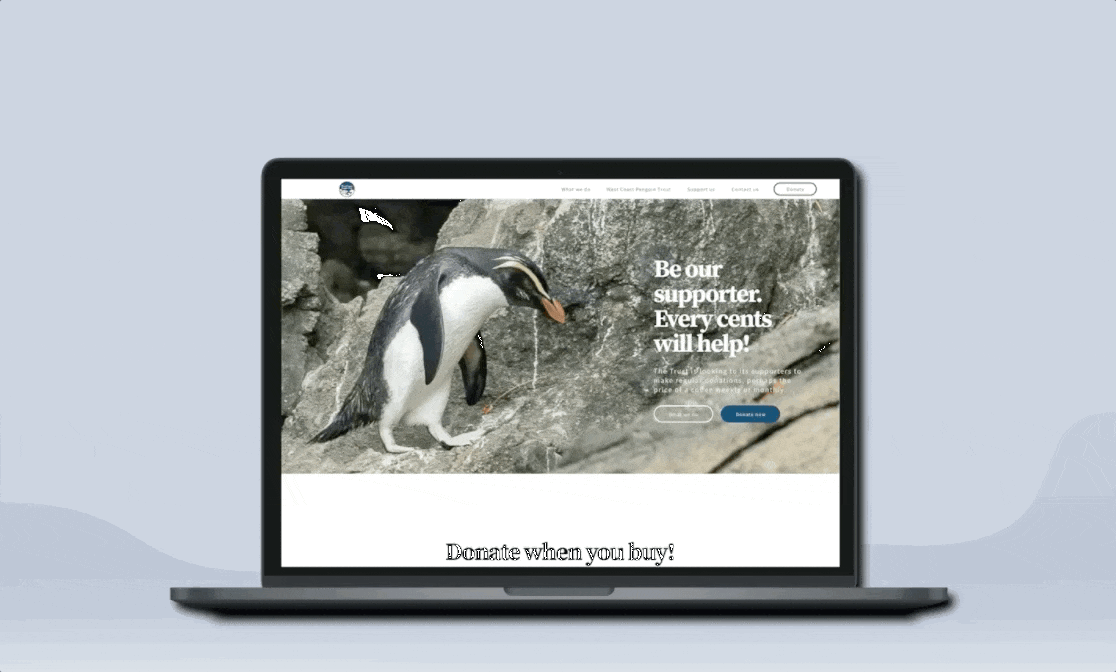 What we do
West Coast Penguin Trust
Support us
Contact us
Donate
Be our
supporter.
Every cents
will help!
The Trust is looking to its supporters to
make regular donations, perhaps the
price of a coffee weekly or monthly.
What we do
Donate now
Donate when you buy!